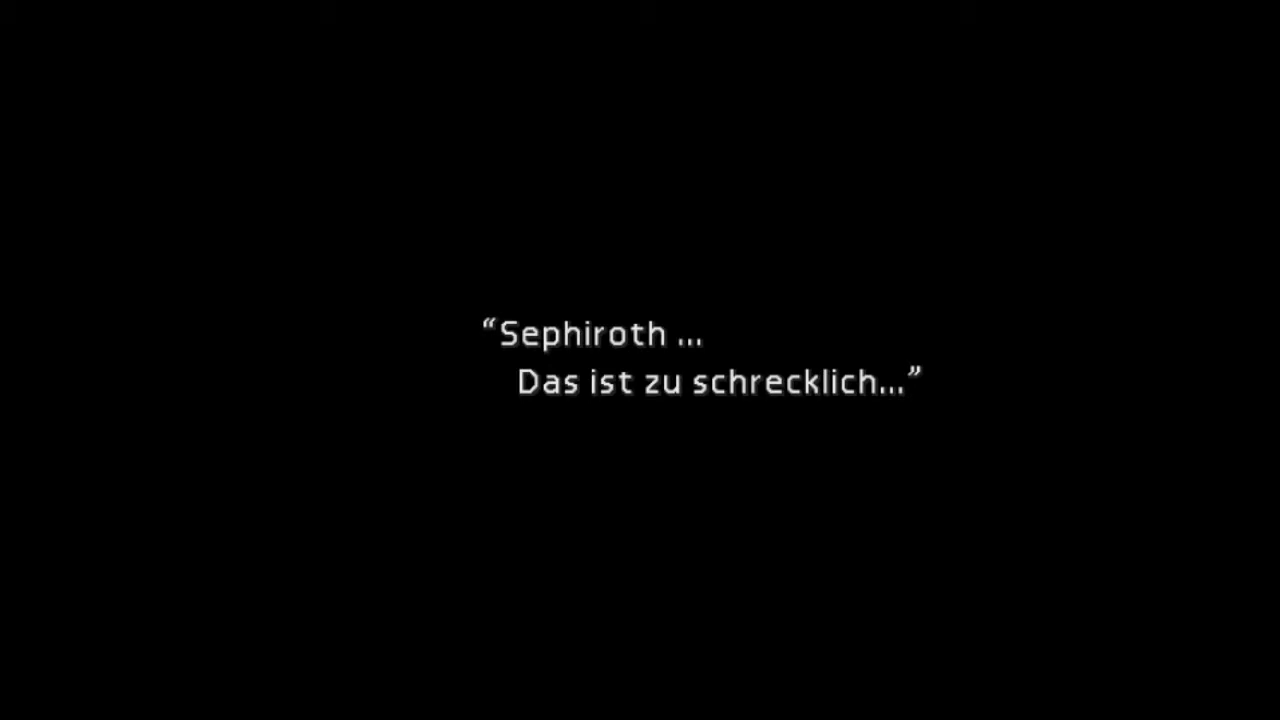 “Sephiroth ...
Das ist zu schrecklich...”